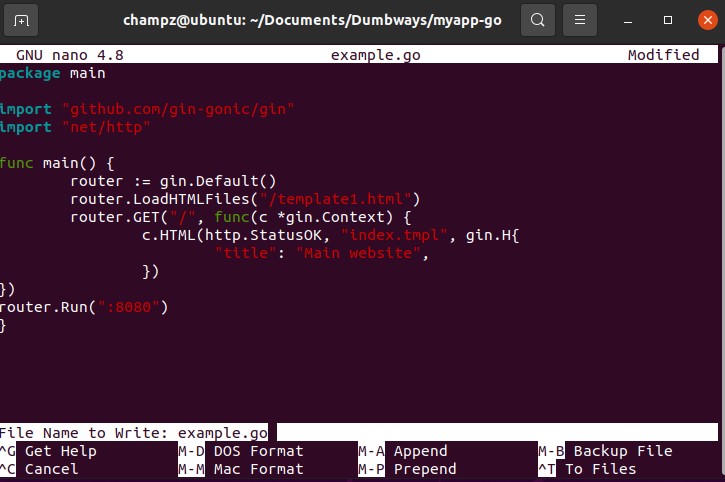 champz@ubuntu: ~/Documents/Dumbways/myapp-go
GNU nano 4.8 example.go Modified
package main
import "github.com/gin-gonic/gin"
import "net/http"
func main() {
router := gin.Default()
router.LoadHTMLFiles("/template1.html")
router.GET("/", func(c *gin.Context) {
c.HTML(http.StatusOK, "index.tmpl", gin.H{
"title": "Main website",
})
})
router.Run(":8080")
}
File Name to Write: example.go
^G Get Help M-D DOS Format M-A Append M-B Backup File
^C Cancel M-M Mac Format M-P Prepend ^T To Files